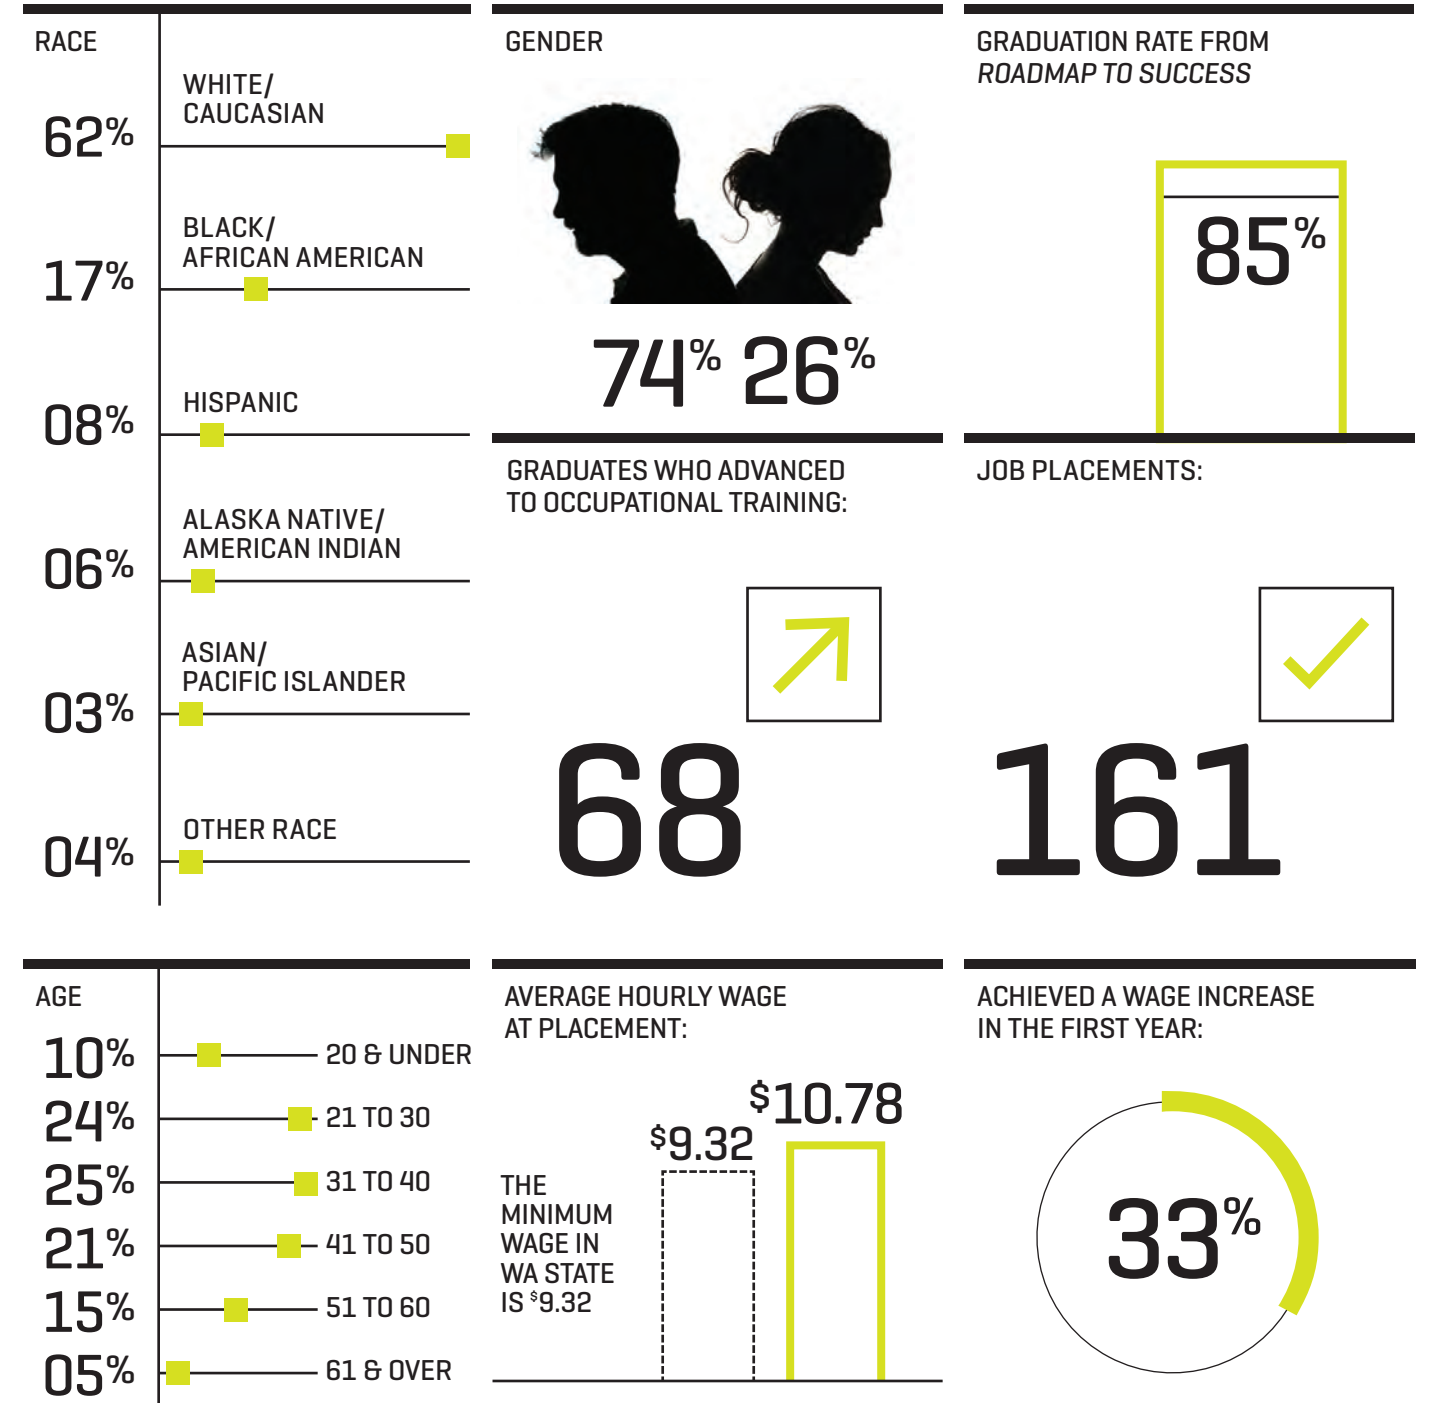 RACE
62%
WHITE/
CAUCASIAN
17%
BLACK/
AFRICAN AMERICAN
08%
HISPANIC
06%
ALASKA NATIVE/
AMERICAN INDIAN
03%
ASIAN/
PACIFIC ISLANDER
04%
OTHER RACE
GENDER
74% 26%
GRADUATION RATE FROM
ROADMAP TO SUCCESS
85%
GRADUATES WHO ADVANCED
TO OCCUPATIONAL TRAINING:
68
JOB PLACEMENTS:
161
AGE
10% 20 & UNDER
24% 21 TO 30
25% 31 TO 40
21% 41 TO 50
15% 51 TO 60
05% 61 & OVER
AVERAGE HOURLY WAGE
AT PLACEMENT:
$10.78
$9.32
THE
MINIMUM
WAGE IN
WA STATE
IS $9.32
ACHIEVED A WAGE INCREASE
IN THE FIRST YEAR:
33%